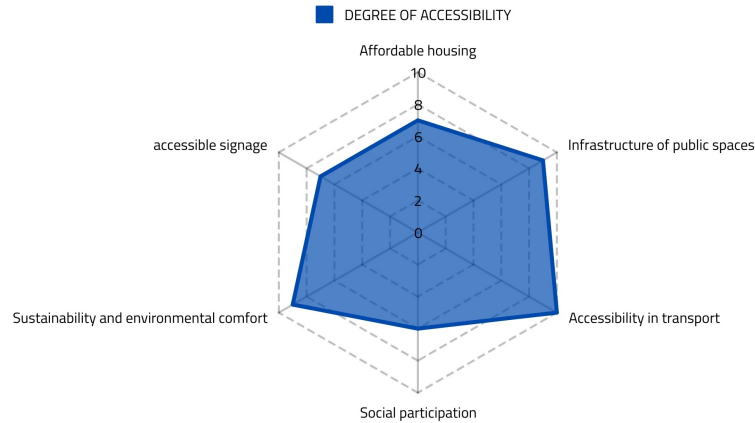 DEGREE OF ACCESSIBILITY
Affordable housing
10
8
6
4
2
0
accessible signage
Infrastructure of public spaces
Sustainability and environmental comfort
Accessibility in transport
Social participation